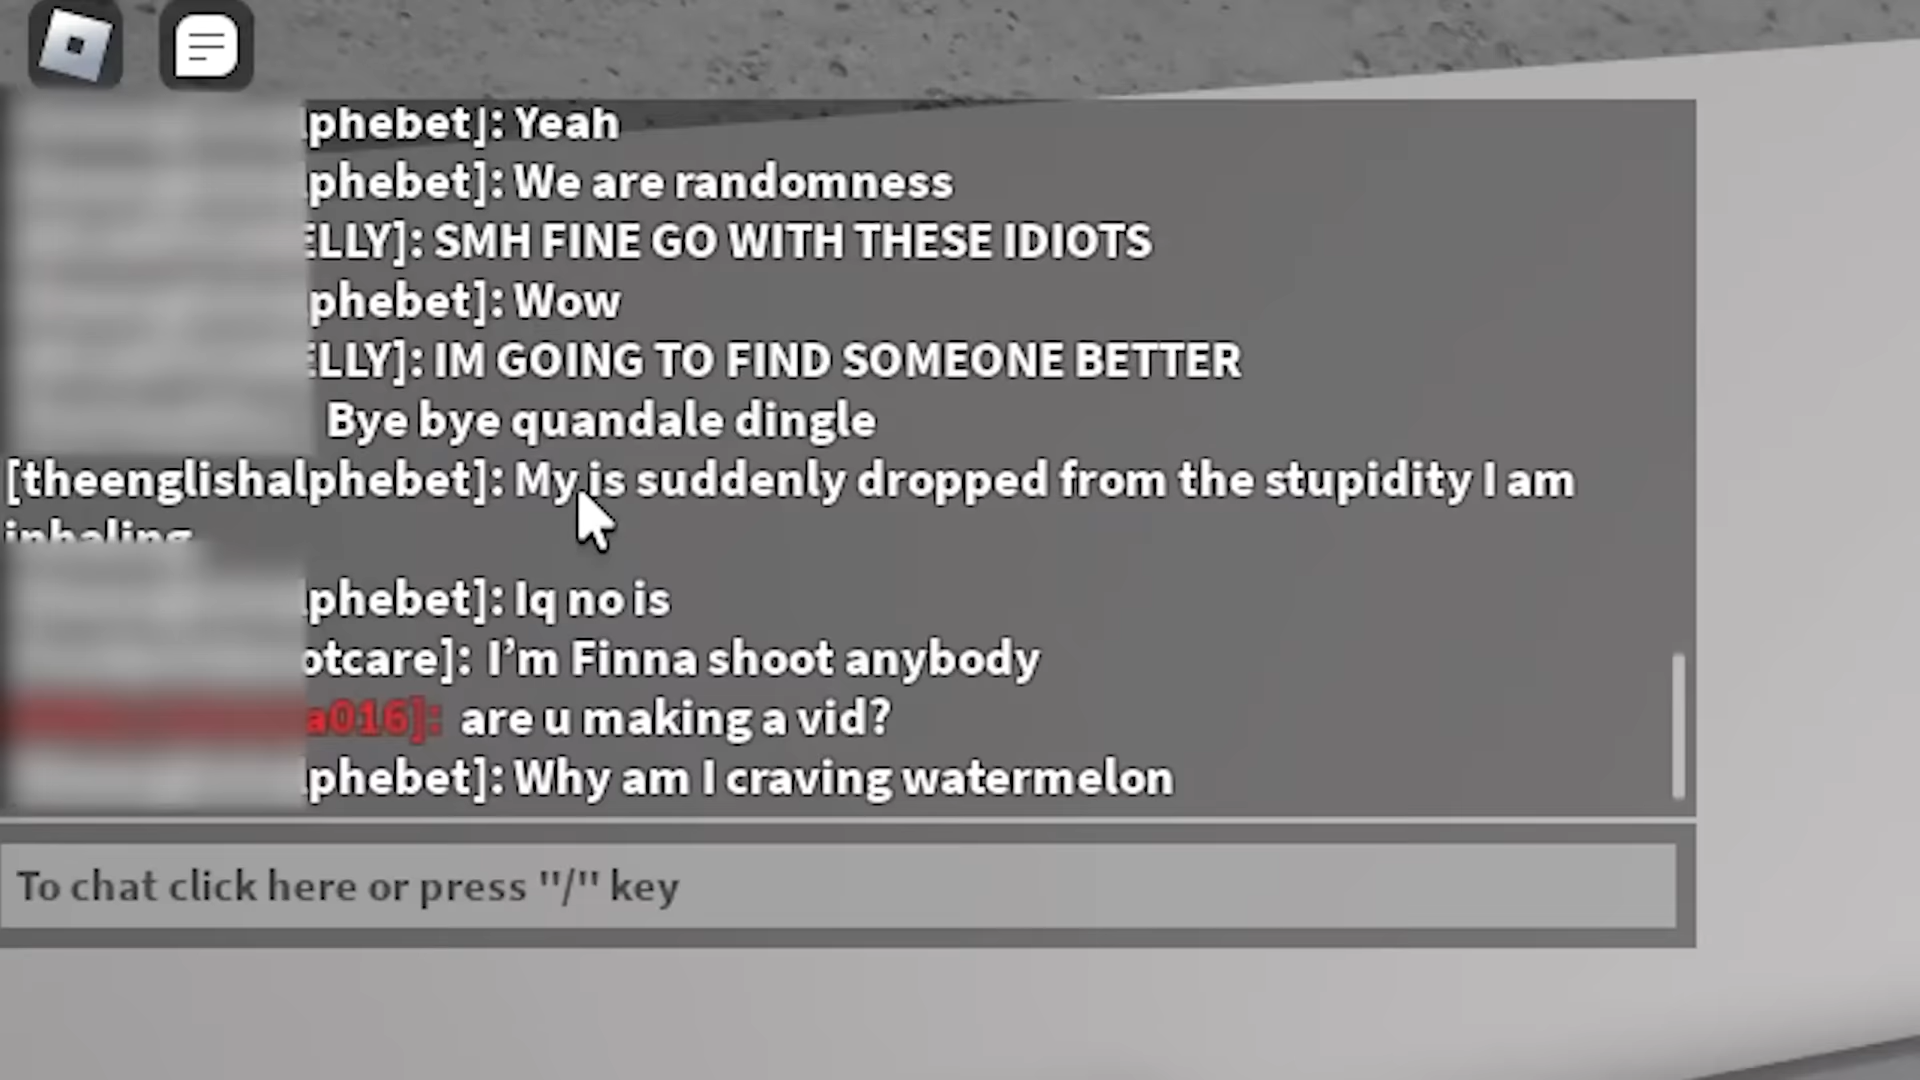 phebet]: Yeah
phebet]: We are randomness
ELLY]: SMH FINE GO WITH THESE IDIOTS
phebet]: Wow
ELLY]: IM GOING TO FIND SOMEONE BETTER
Bye bye quandale dingle
[theenglishalphebet]: My is suddenly dropped from the stupidity I am
inhaling
phebet]: Iq no is
otcare]: I’m Finna shoot anybody
a016]: are u making a vid?
phebet]: Why am I craving watermelon
To chat click here or press "/" key